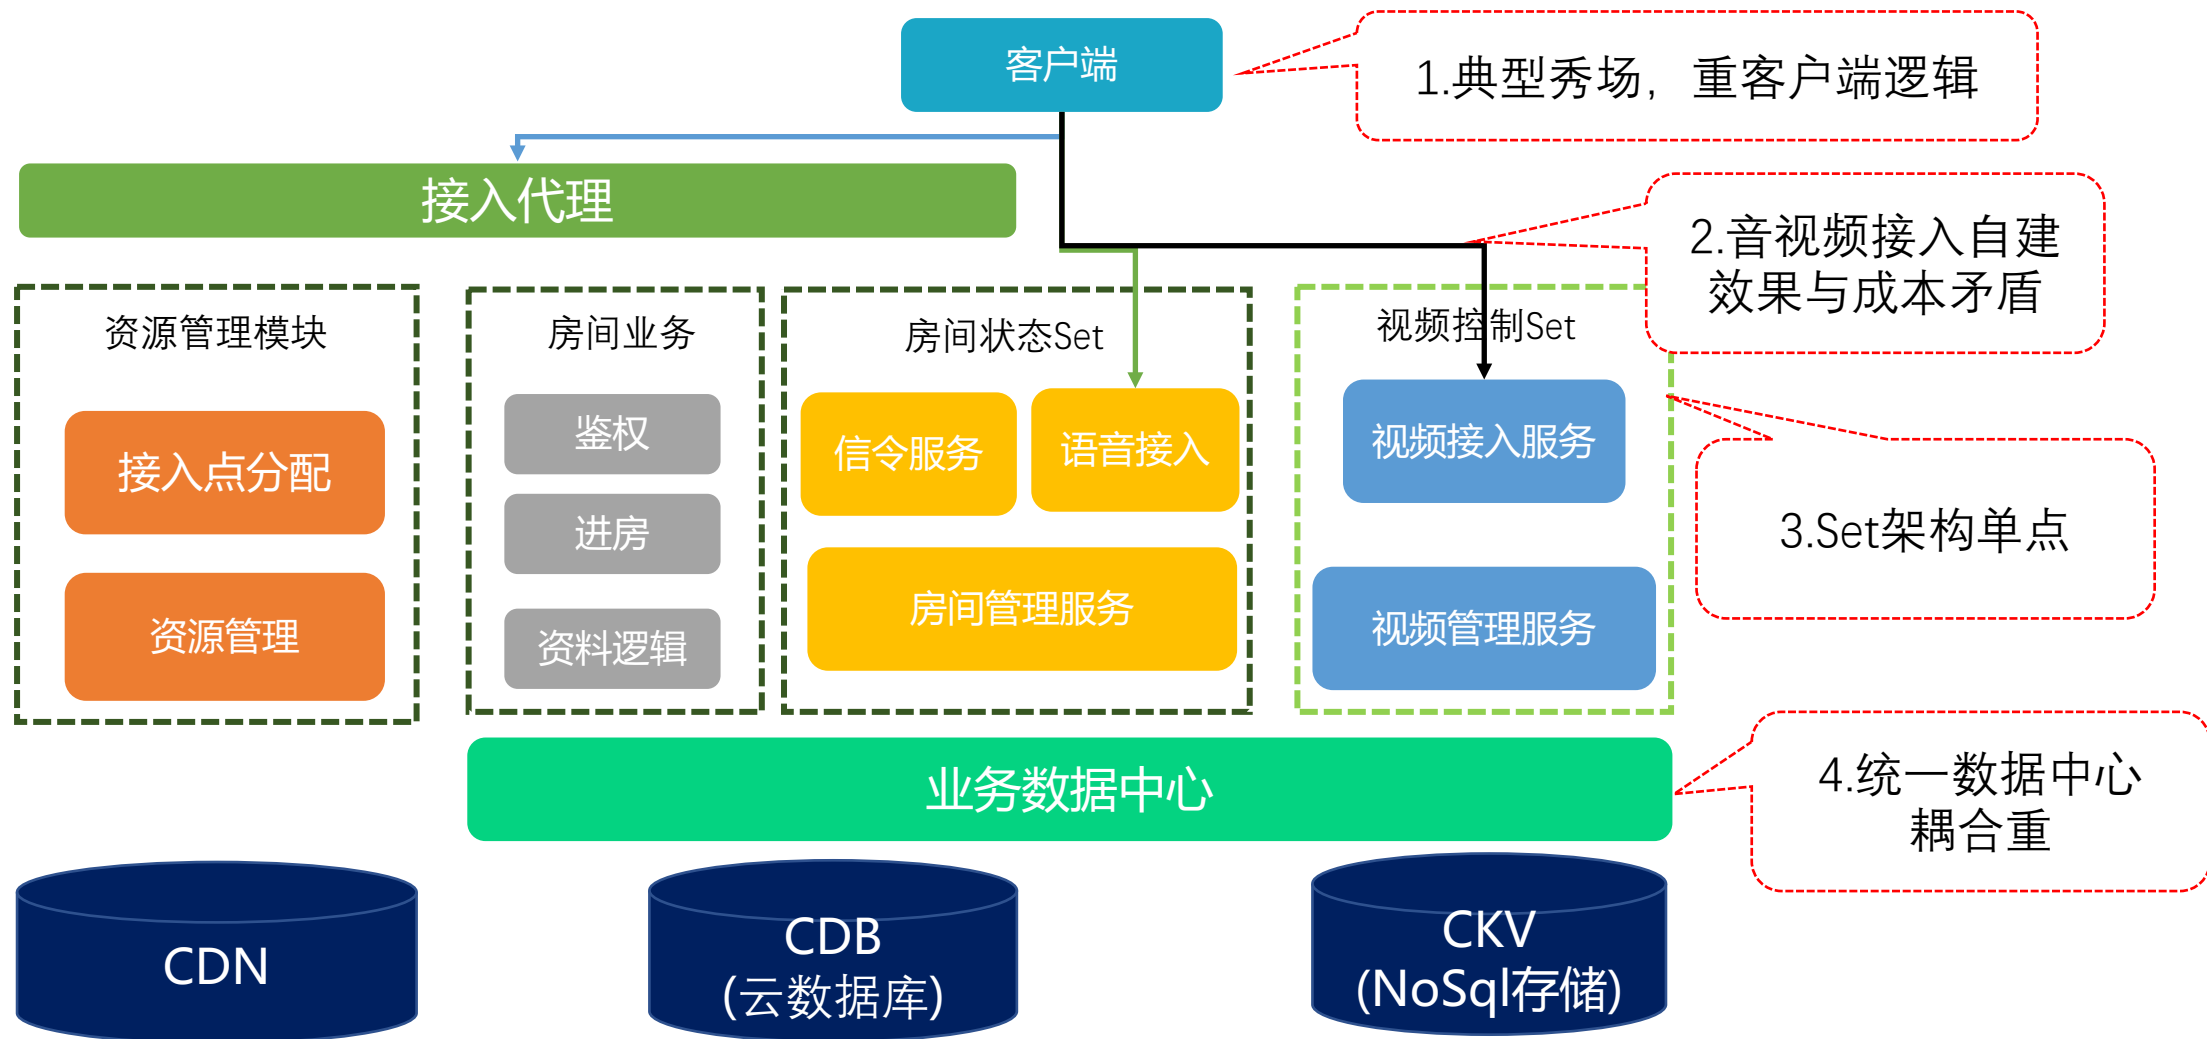 客户端
1.典型秀场，重客户端逻辑
接入代理
2.音视频接入自建
效果与成本矛盾
资源管理模块
接入点分配
资源管理
房间业务
鉴权
进房
资料逻辑
房间状态Set
信令服务
语音接入
房间管理服务
视频控制Set
视频接入服务
视频管理服务
3.Set架构单点
业务数据中心
4.统一数据中心
耦合重
CDN
CDB
(云数据库)
CKV
(NoSql存储)